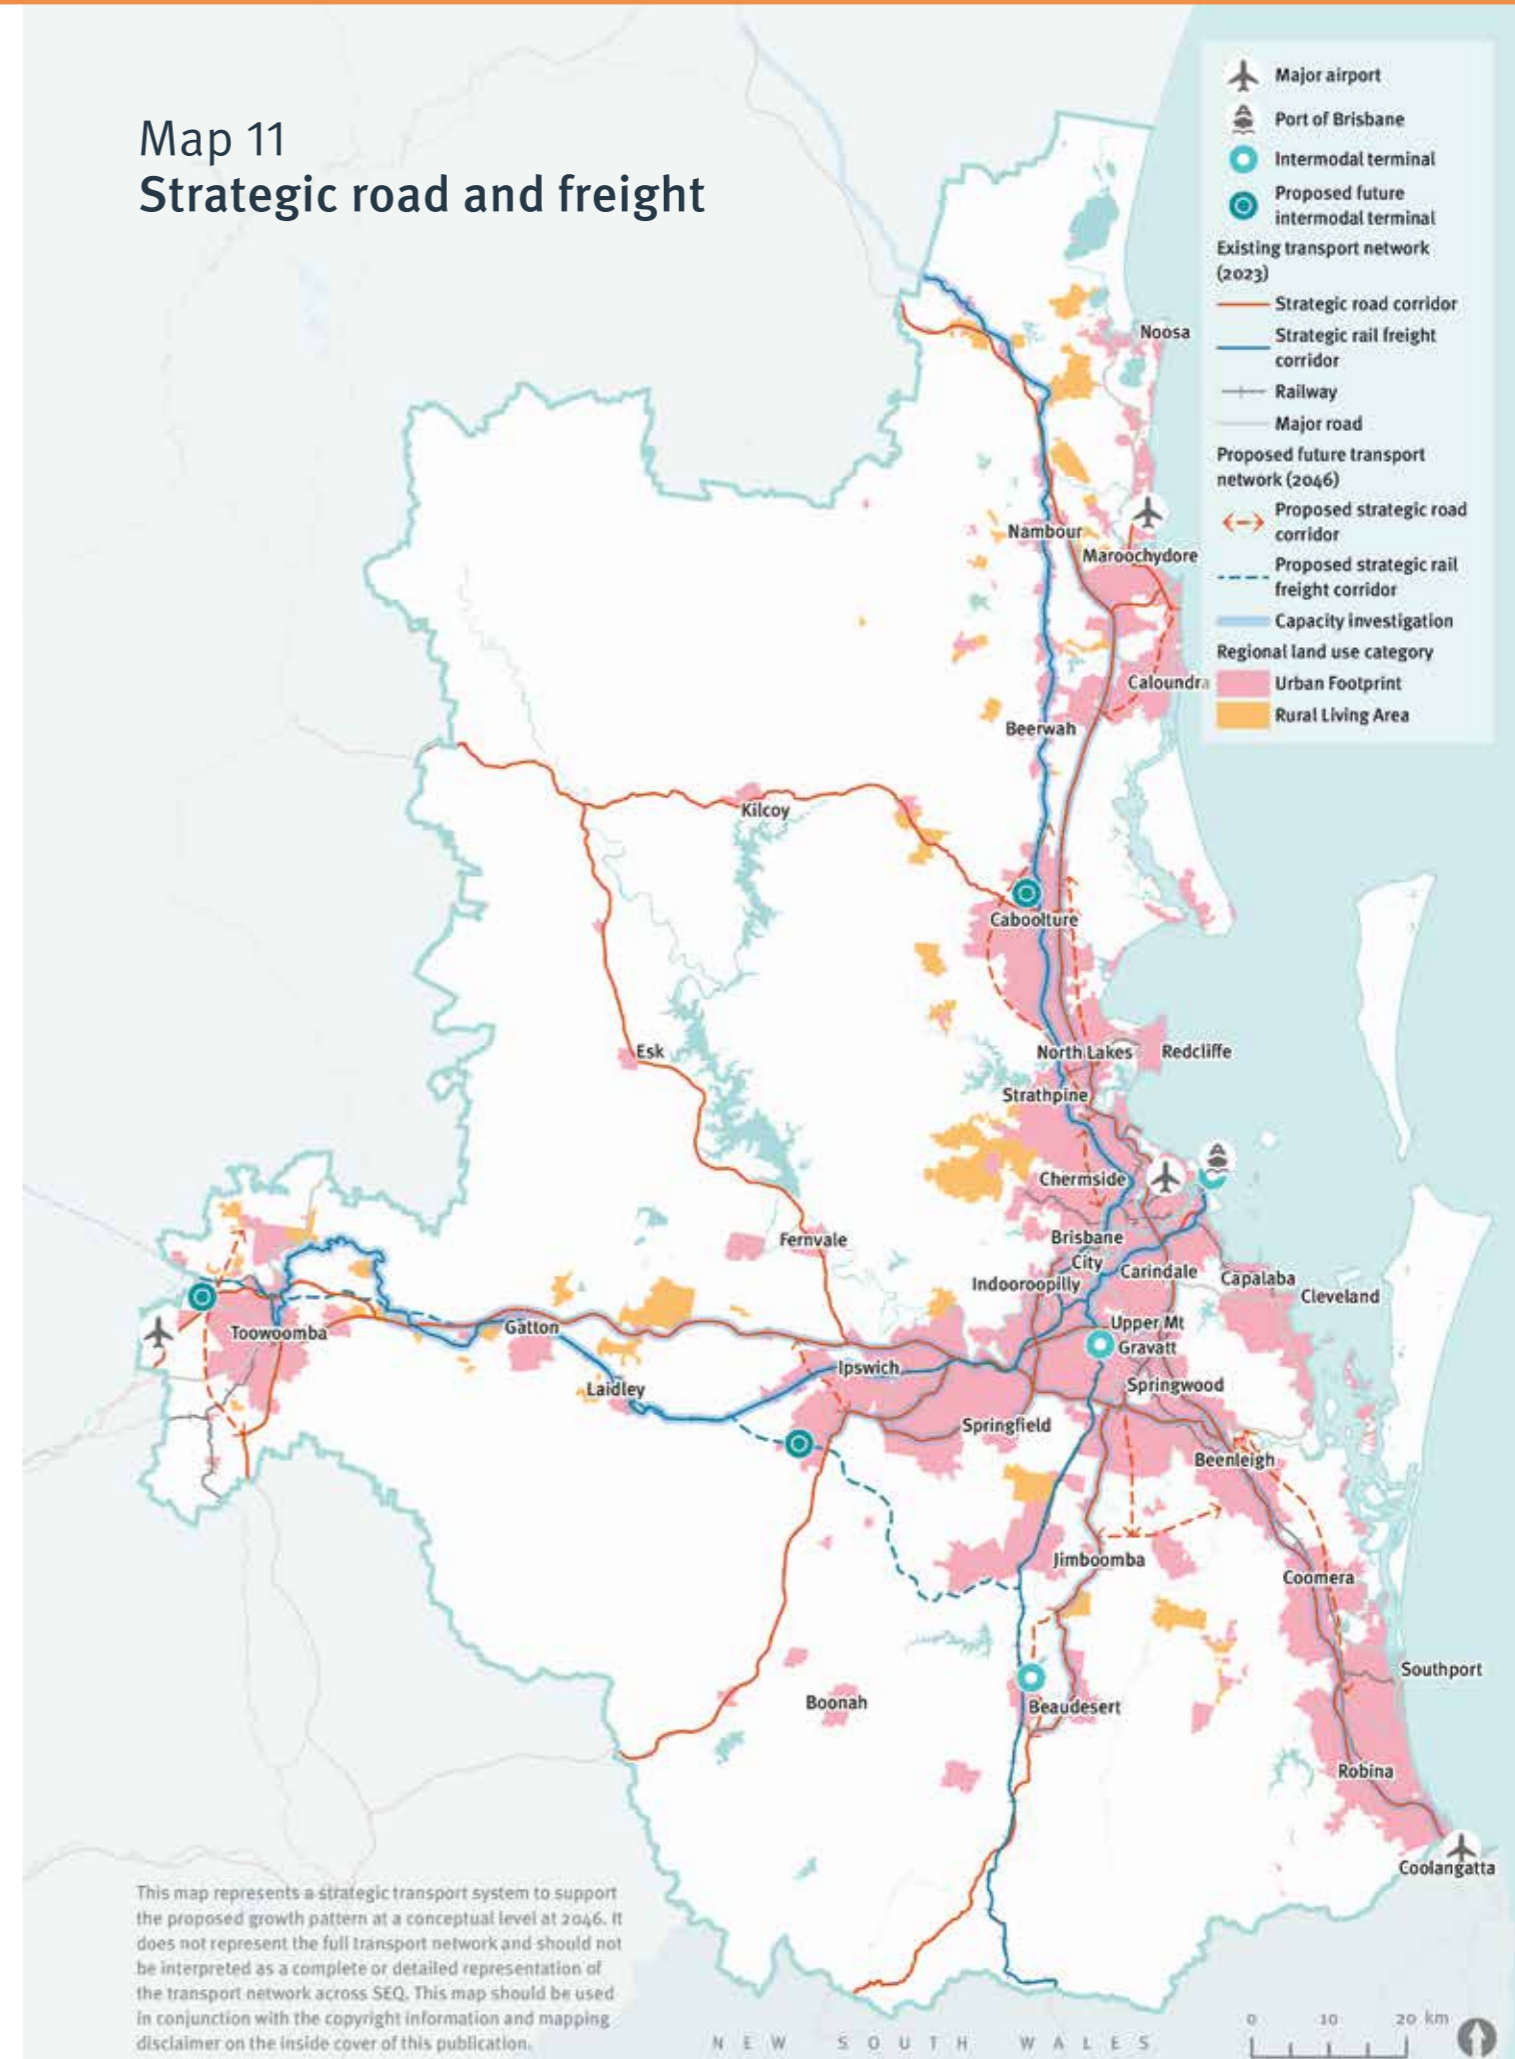 Map 11
Strategic road and freight
Major airport
Port of Brisbane
Intermodal terminal
Proposed future
intermodal terminal
Existing transport network
(2023)
Strategic road corridor
Strategic rail freight
corridor
Railway
Major road
Proposed future transport
network (2046)
Proposed strategic road
corridor
Proposed strategic rail
freight corridor
Capacity investigation
Regional land use category
Urban Footprint
Rural Living Area
Noosa
Nambour
Maroochydore
Caloundra
Beerwah
Kilcoy
Caboolture
Esk
North Lakes
Redcliffe
Strathpine
Chermside
Fernvale
Brisbane
City
Indooroopilly
Carindale
Capalaba
Cleveland
Toowoomba
Gatton
Upper Mt
Gravatt
Ipswich
Laidley
Springwood
Springfield
Beenleigh
Jimboomba
Coomera
Southport
Boonah
Beaudesert
Robina
Coolangatta
This map represents a strategic transport system to support
the proposed growth pattern at a conceptual level at 2046. It
does not represent the full transport network and should not
be interpreted as a complete or detailed representation of
the transport network across SEQ. This map should be used
in conjunction with the copyright information and mapping
disclaimer on the inside cover of this publication.
NEW SOUTH WALES
0 10 20 km